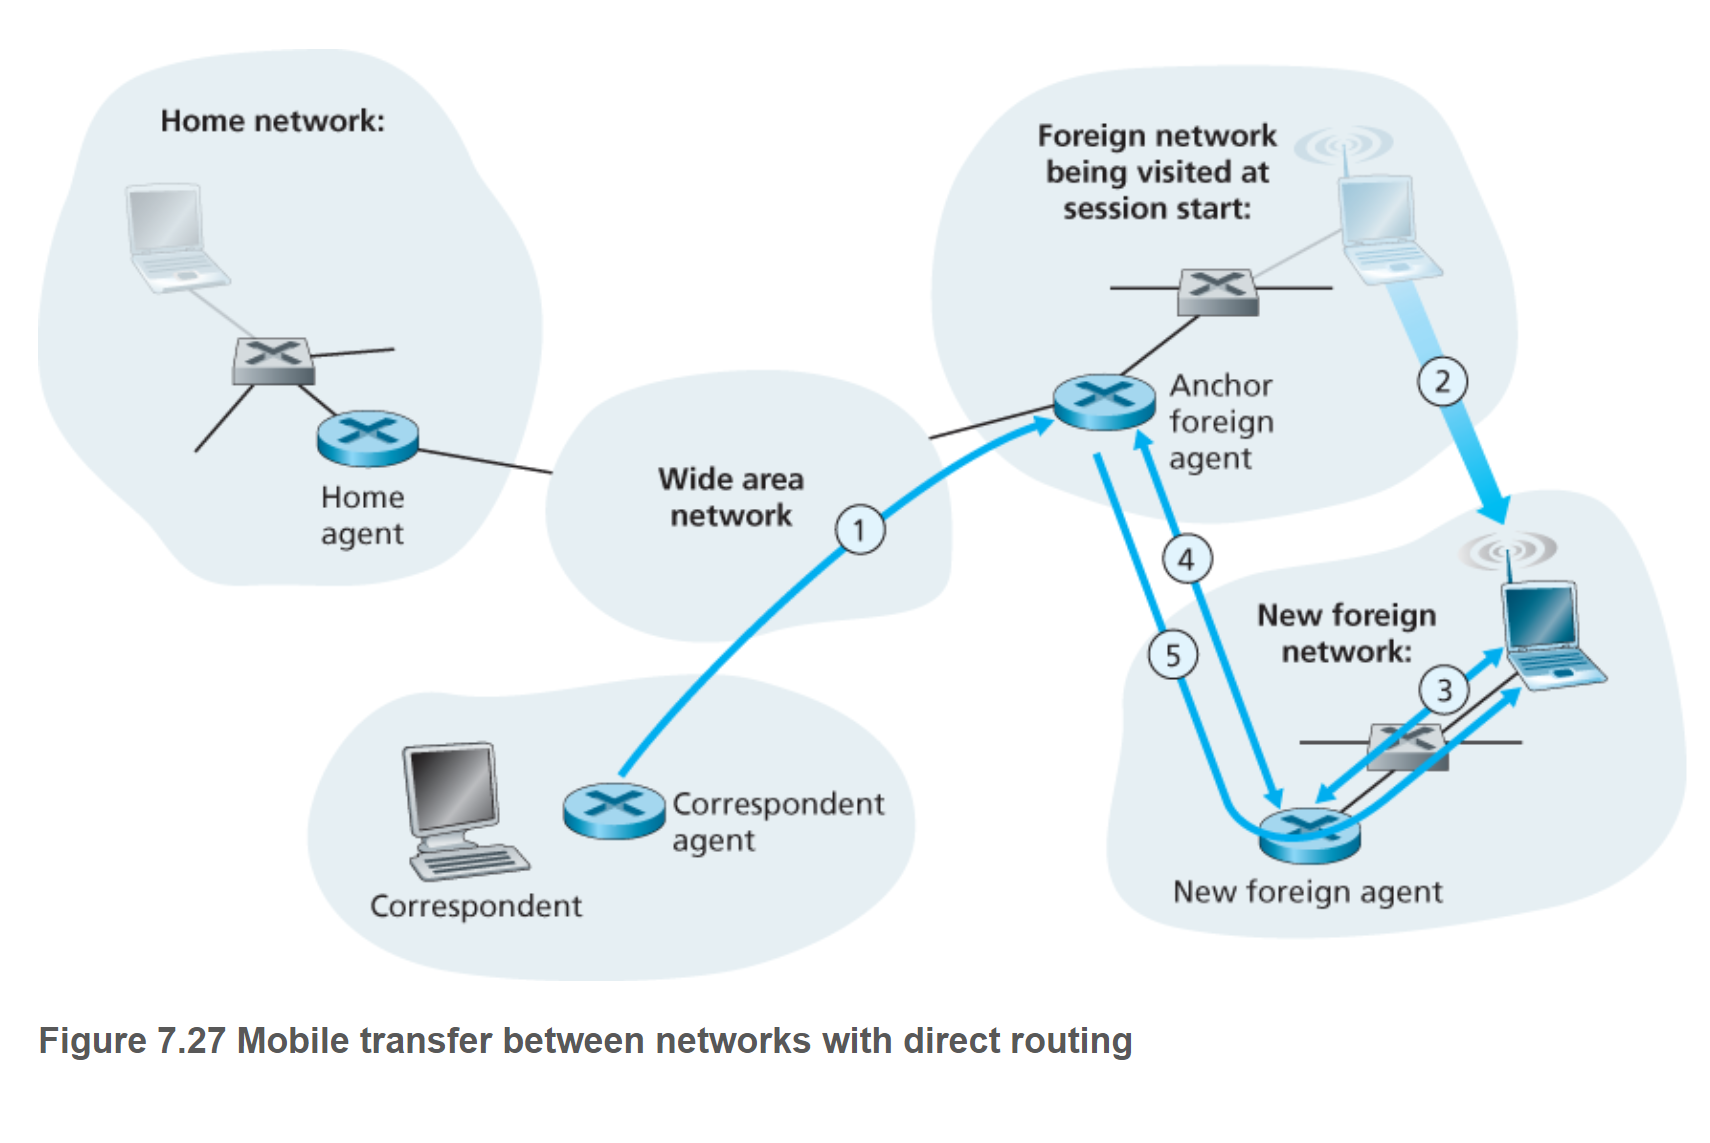 Home network:
Home
agent
Wide area
network
1
Foreign network
being visited at
session start:
Anchor
foreign
agent
2
4
5
New foreign
network:
3
New foreign agent
Correspondent
agent
Correspondent
Figure 7.27 Mobile transfer between networks with direct routing